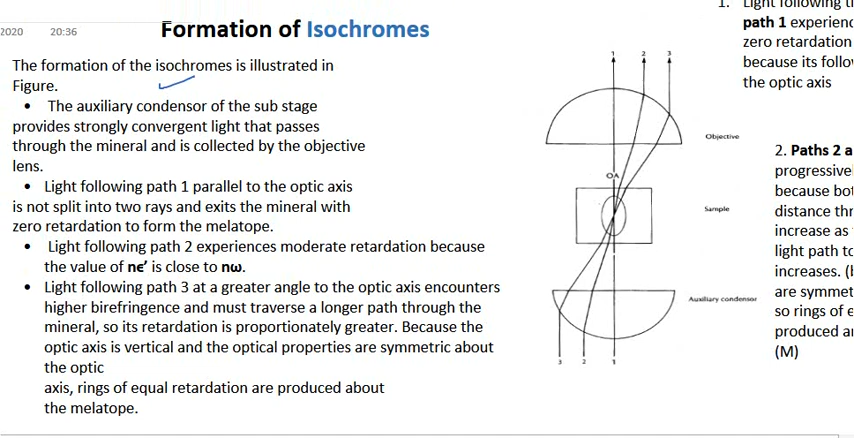 2020 20:36
Formation of Isochromes
The formation of the isochromes is illustrated in
Figure.
• The auxiliary condensor of the sub stage
provides strongly convergent light that passes
through the mineral and is collected by the objective
lens.
• Light following path 1 parallel to the optic axis
is not split into two rays and exits the mineral with
zero retardation to form the melatope.
• Light following path 2 experiences moderate retardation because
the value of nє’ is close to nω.
• Light following path 3 at a greater angle to the optic axis encounters
higher birefringence and must traverse a longer path through the
mineral, so its retardation is proportionately greater. Because the
optic axis is vertical and the optical properties are symmetric about
the optic
axis, rings of equal retardation are produced about
the melatope.
1 2 3
Objective
OA
Sample
Auxiliary condensor
3 2 1
1. Light following
path 1
zero retardation
because its
the optic axis
2. Paths 2
because
distance
increase as
light path
increases.
are
so rings of
produced
(M)